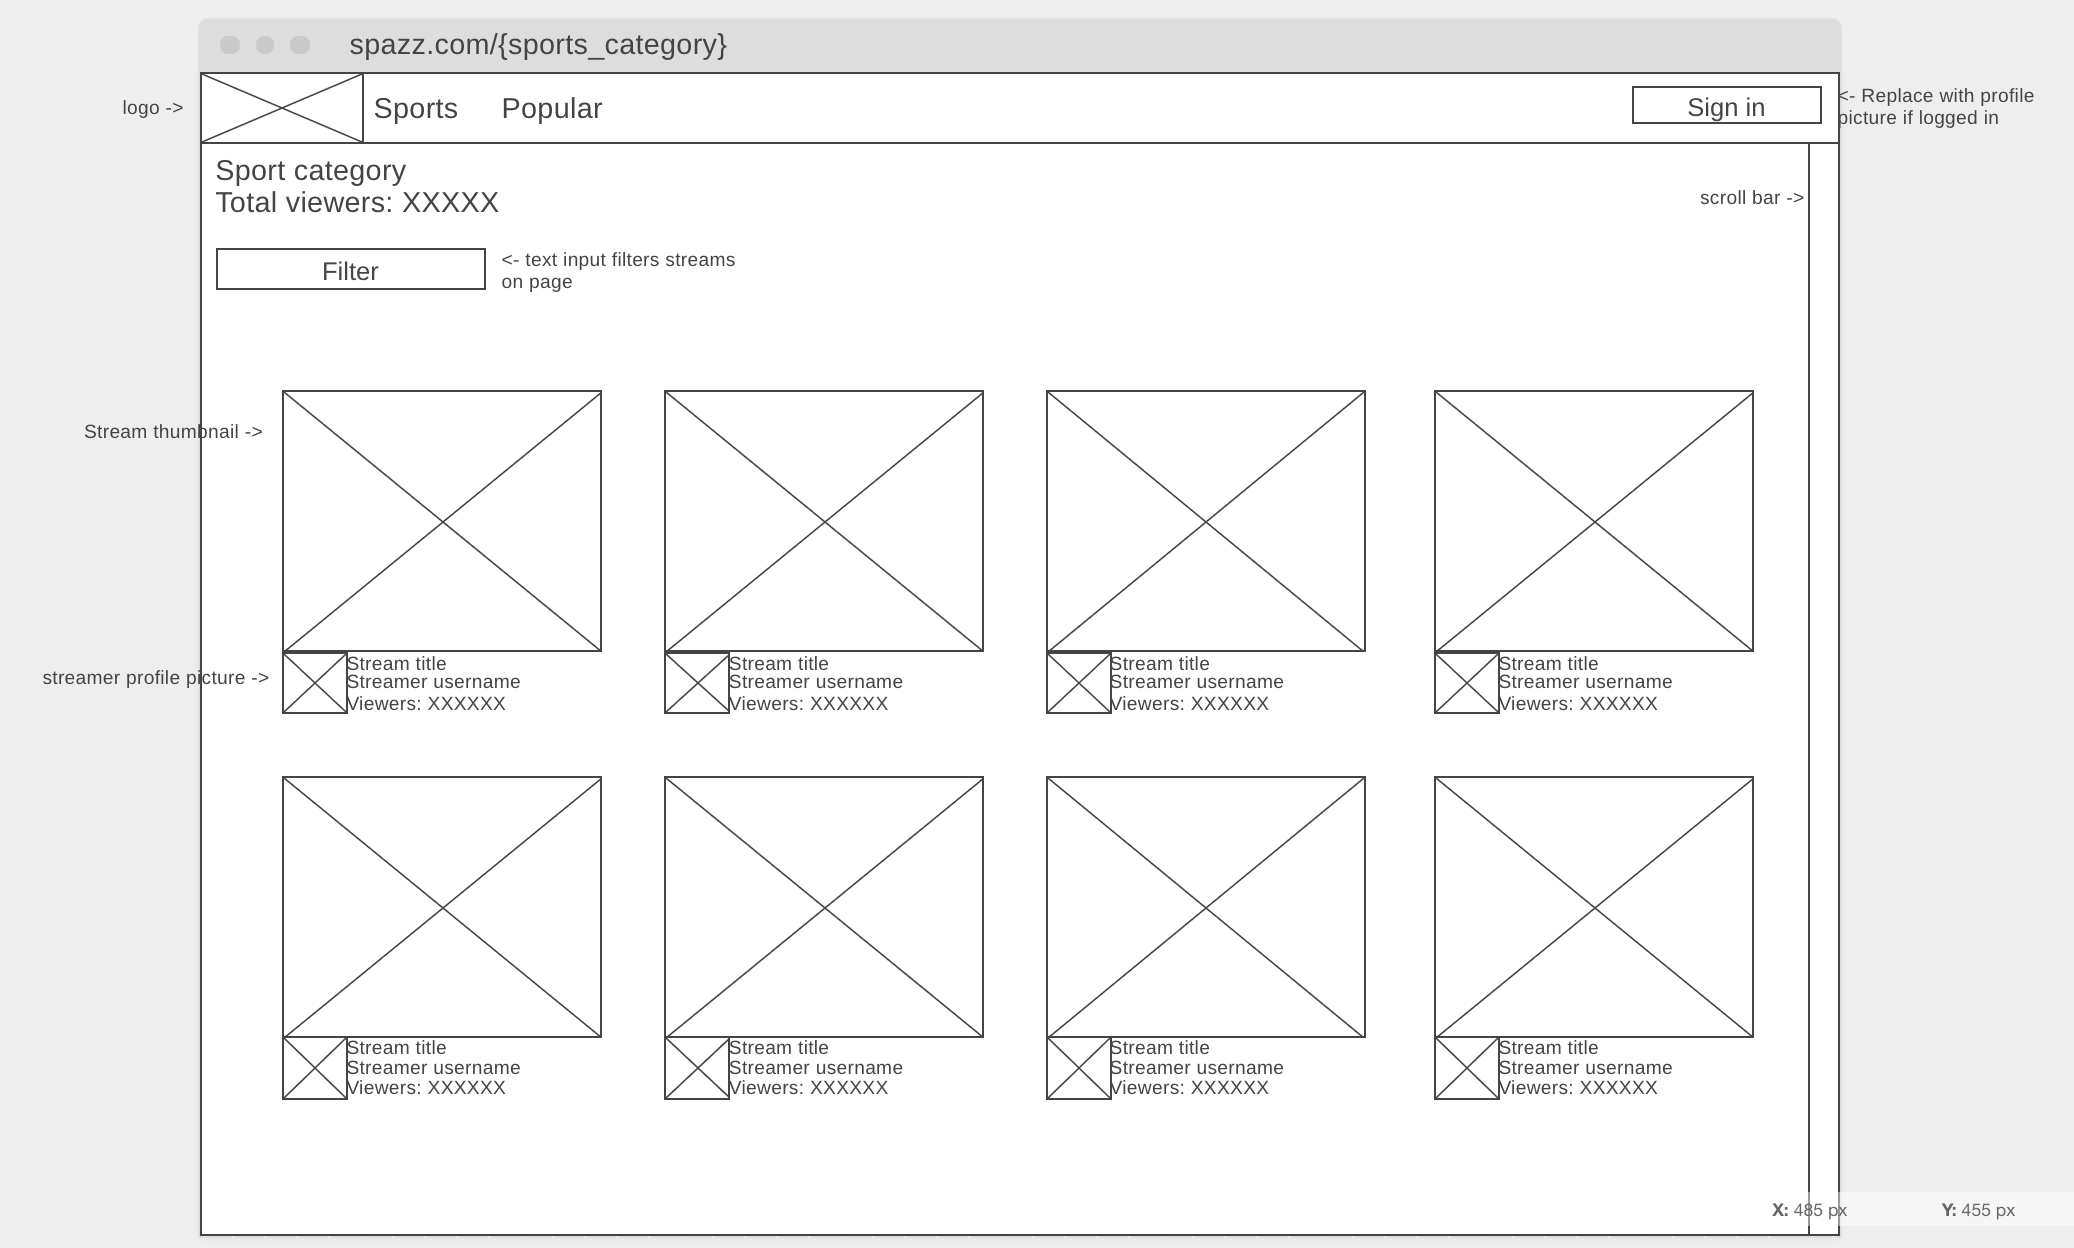 spazz.com/{sports_category}
logo ->
Sports
Popular
Sign in
<- Replace with profile
picture if logged in
Sport category
Total viewers: XXXXX
scroll bar ->
Filter
<- text input filters streams
on page
Stream thumbnail ->
streamer profile picture ->
Stream title
Streamer username
Viewers: XXXXXX
Stream title
Streamer username
Viewers: XXXXXX
Stream title
Streamer username
Viewers: XXXXXX
Stream title
Streamer username
Viewers: XXXXXX
Stream title
Streamer username
Viewers: XXXXXX
Stream title
Streamer username
Viewers: XXXXXX
Stream title
Streamer username
Viewers: XXXXXX
Stream title
Streamer username
Viewers: XXXXXX
X: 485 px
Y: 455 px